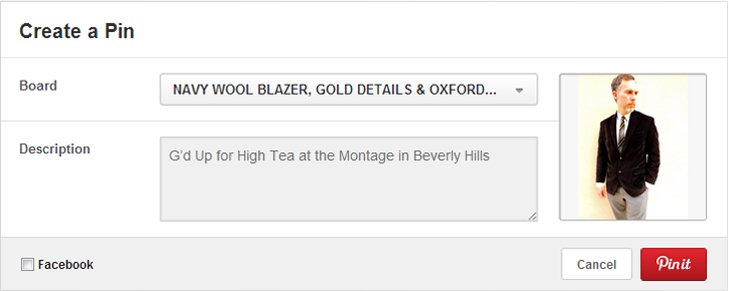 Create a Pin
Board
NAVY WOOL BLAZER, GOLD DETAILS & OXFORD...
Description
G'd Up for High Tea at the Montage in Beverly Hills
Facebook
Cancel
Pin it